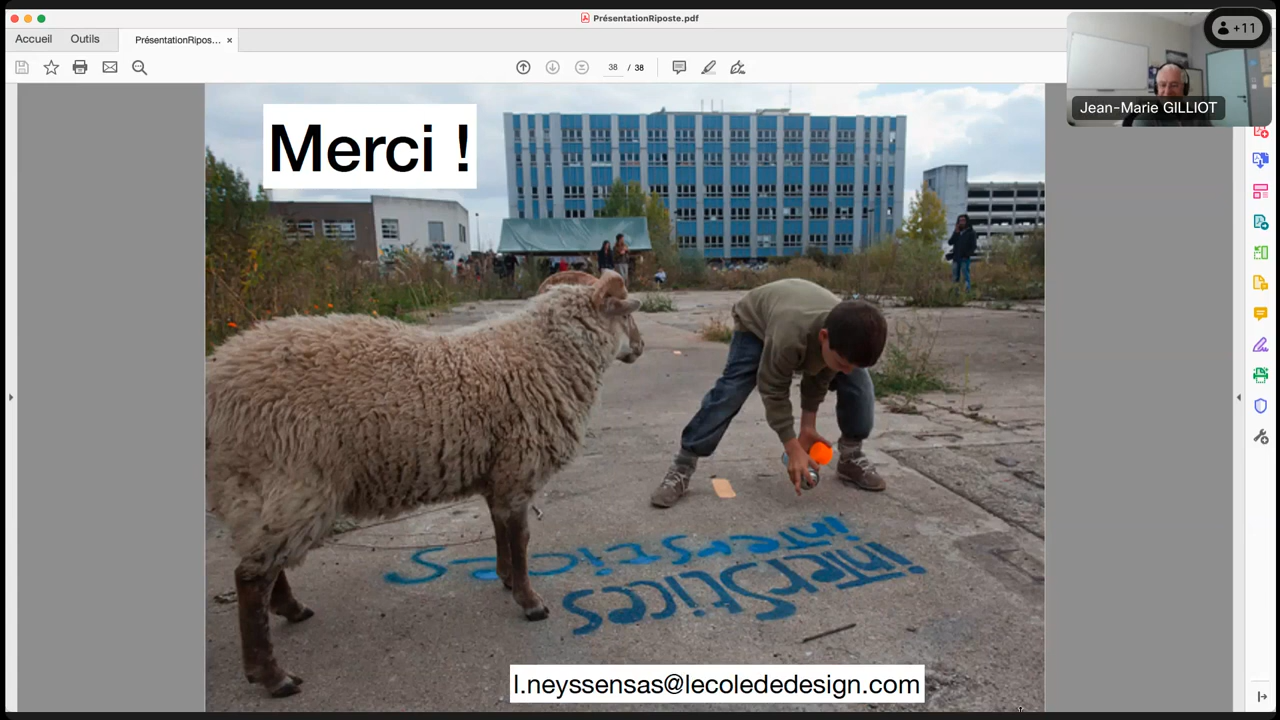 PrésentationRiposte.pdf
Accueil
Outils
PrésentationRipos...
38 / 38
+11
Jean-Marie GILLIOT
Merci !
interstices
interstices
l.neyssensas@lecolededesign.com